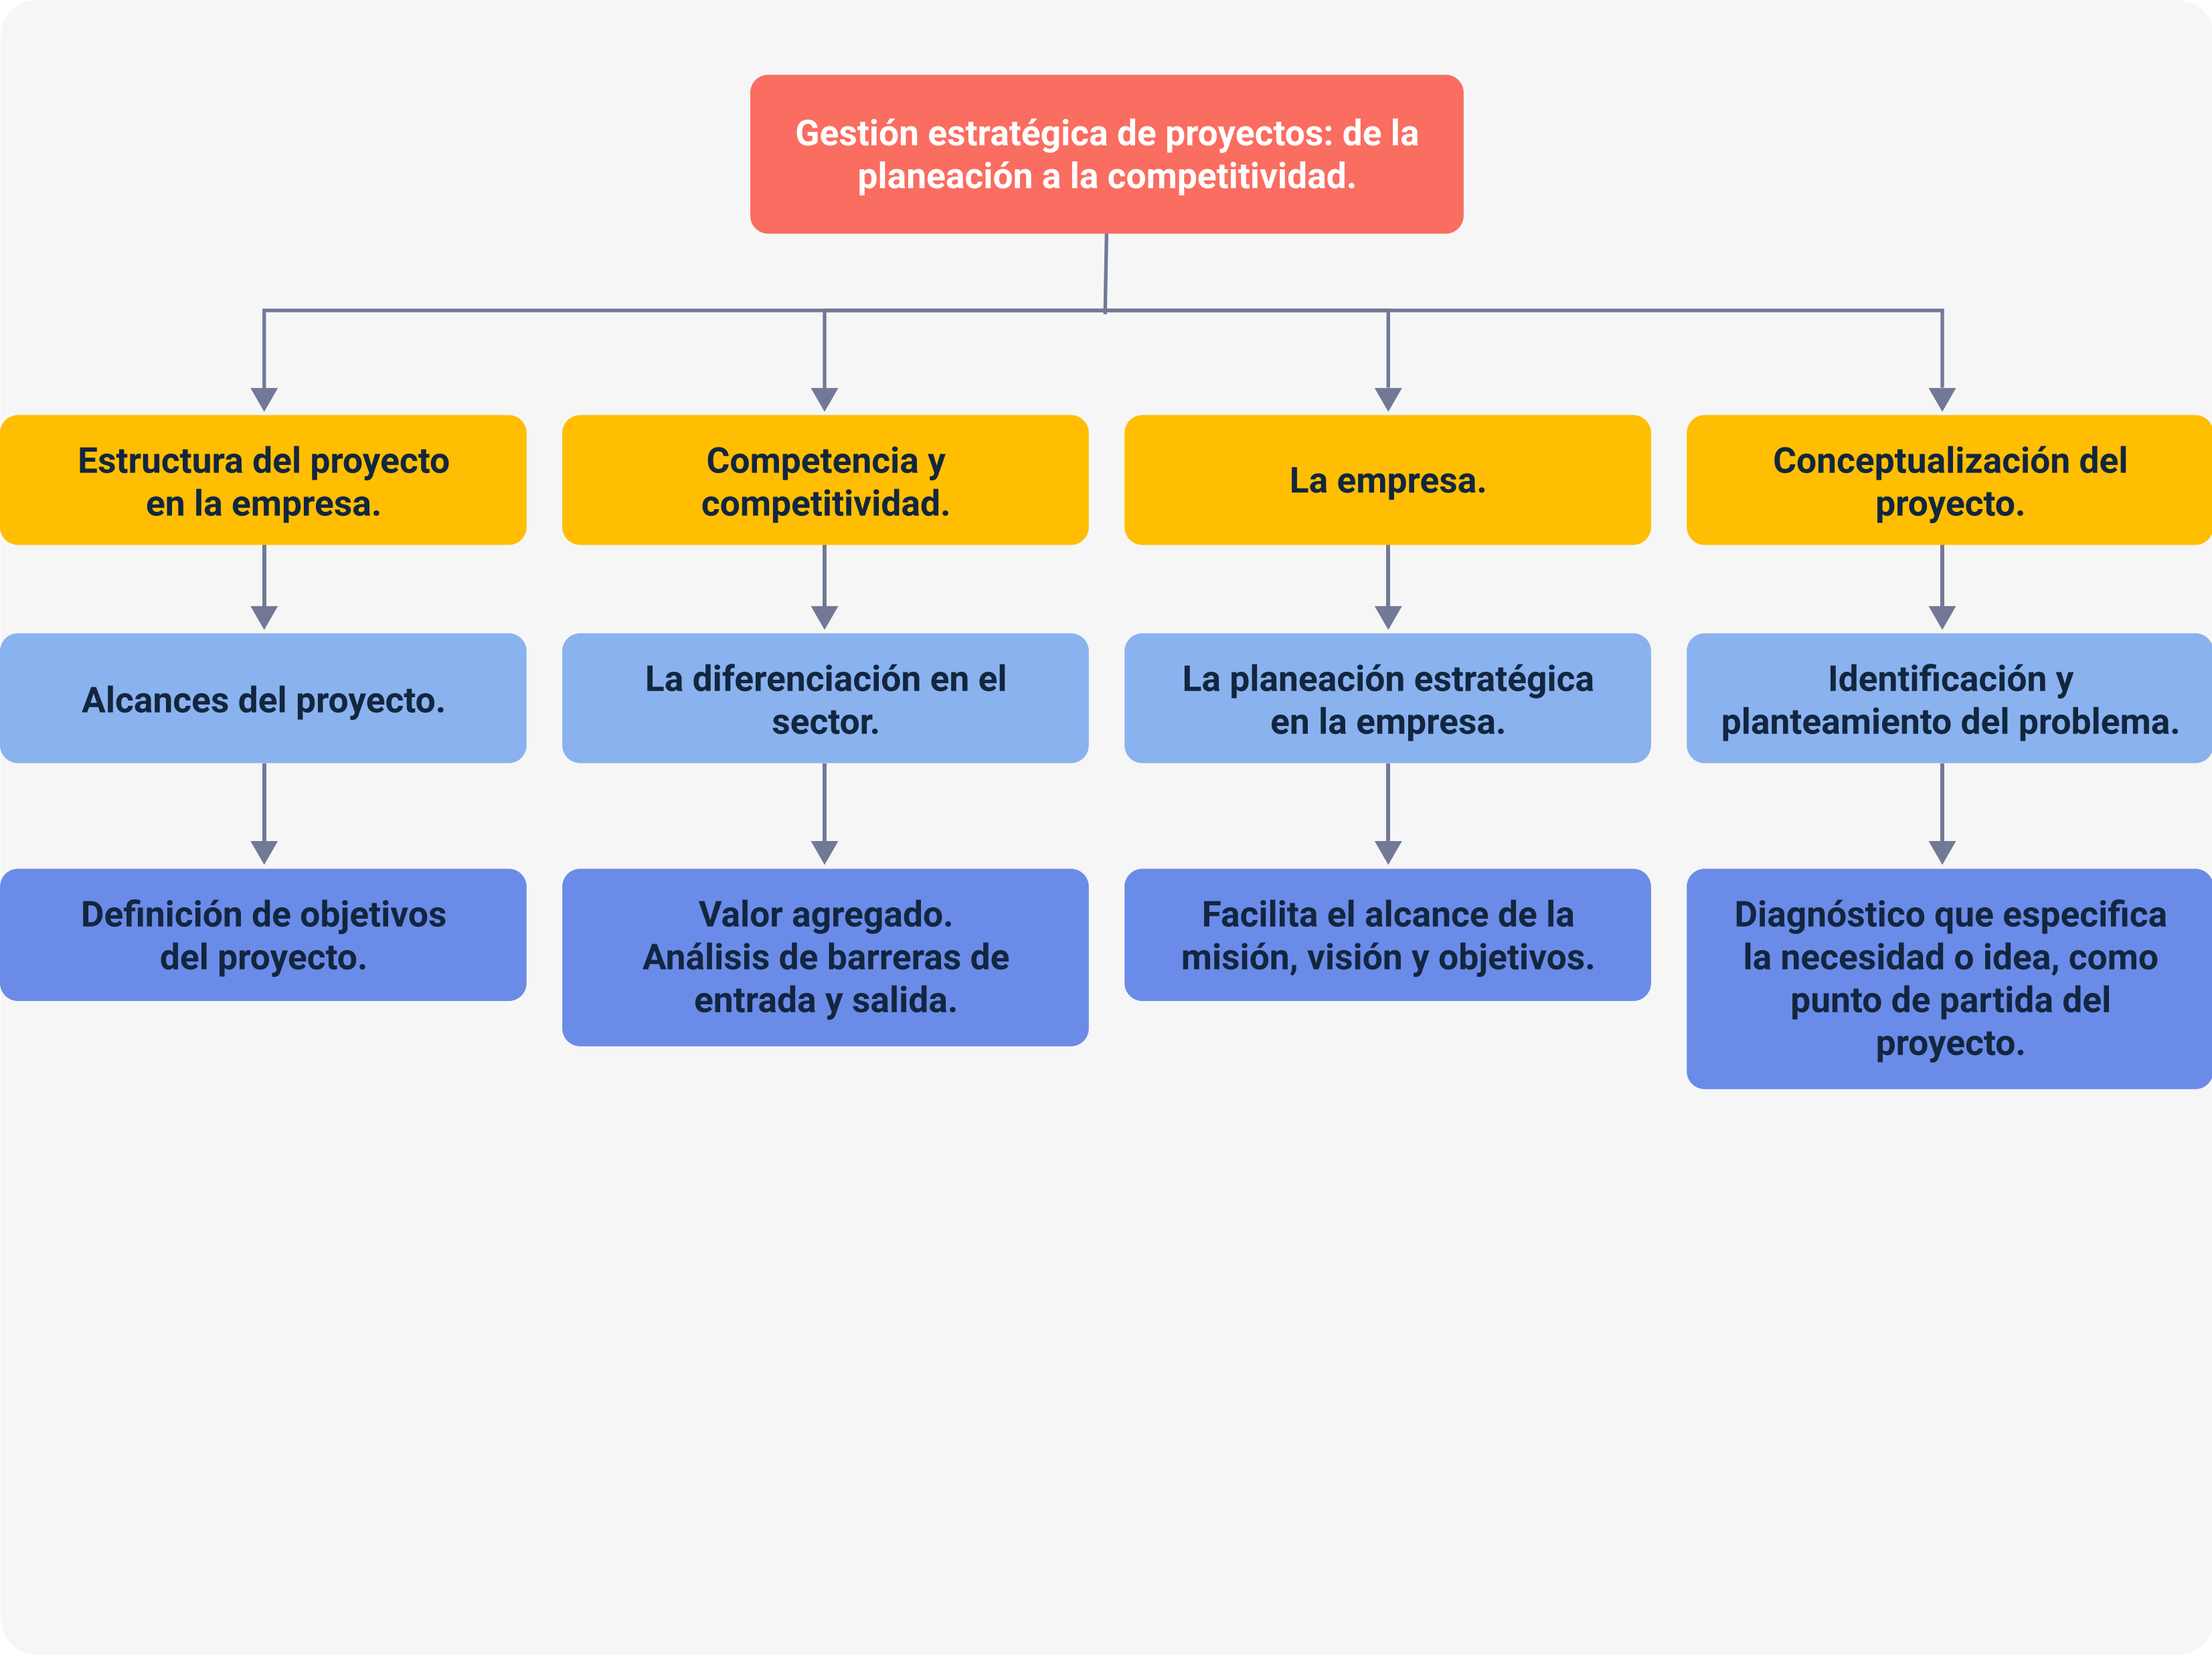 Gestión estratégica de proyectos: de la
planeación a la competitividad.
Estructura del proyecto
en la empresa.
Competencia y
competitividad.
La empresa.
Conceptualización del
proyecto.
Alcances del proyecto.
La diferenciación en el
sector.
La planeación estratégica
en la empresa.
Identificación y
planteamiento del problema.
Definición de objetivos
del proyecto.
Valor agregado.
Análisis de barreras de
entrada y salida.
Facilita el alcance de la
misión, visión y objetivos.
Diagnóstico que especifica
la necesidad o idea, como
punto de partida del
proyecto.